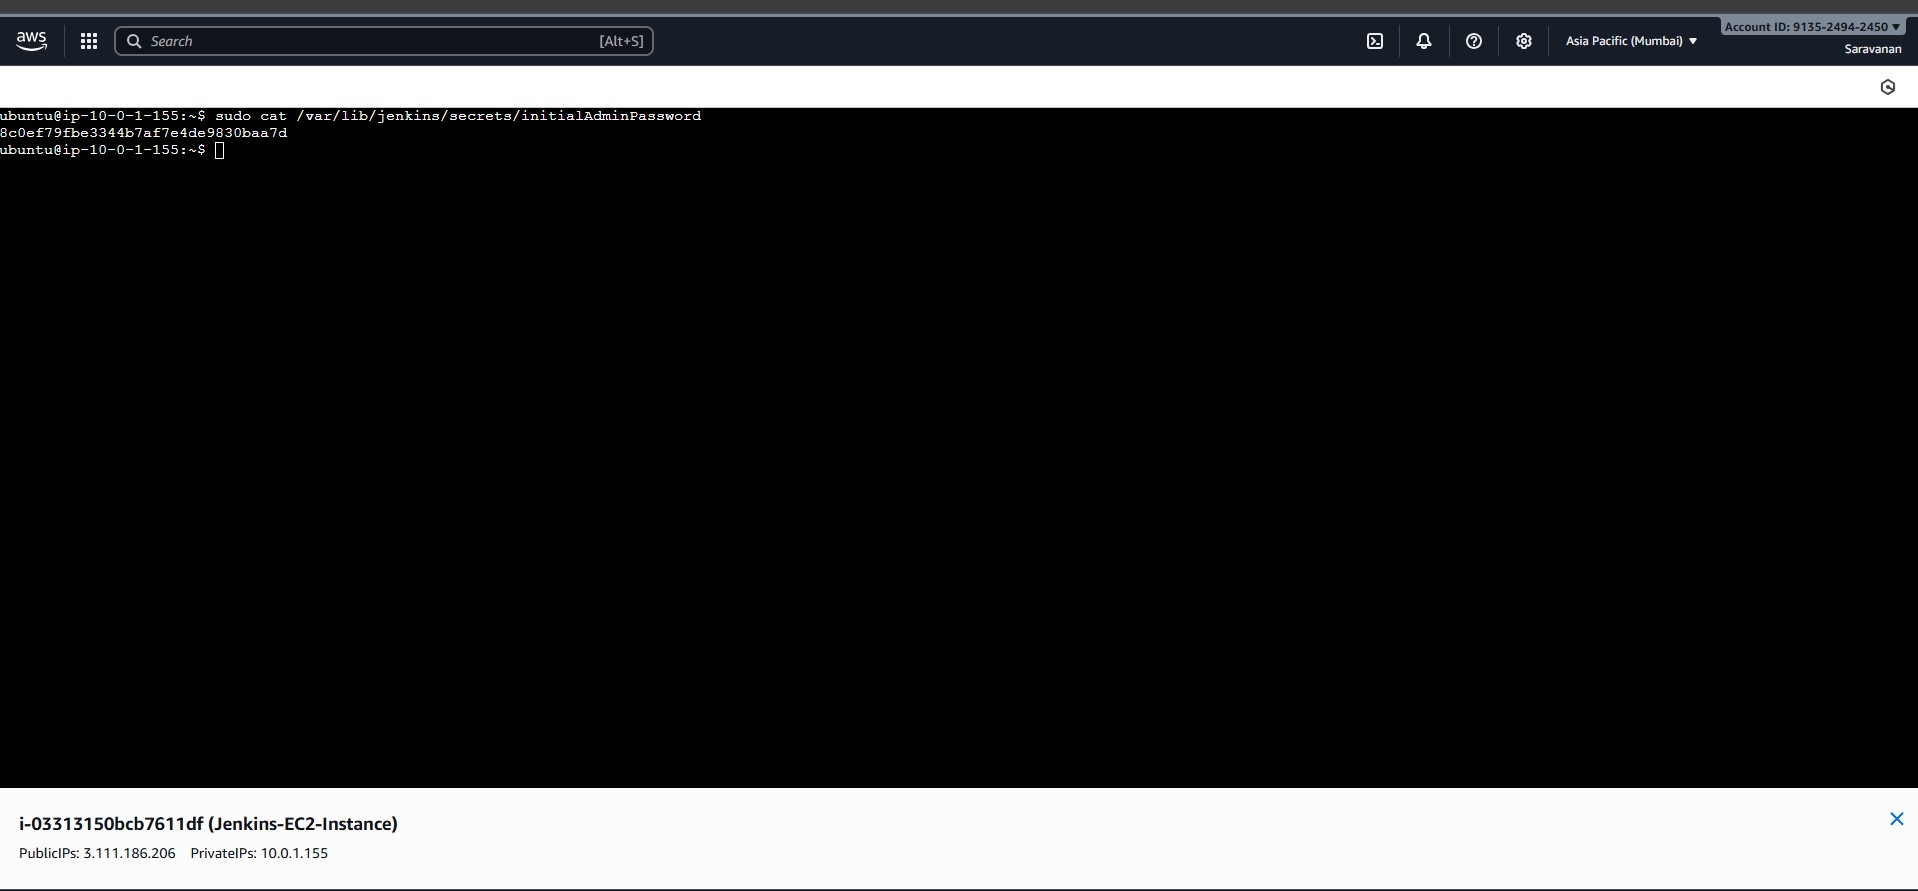 aws
Search [Alt+S]
Asia Pacific (Mumbai)
Account ID: 9135-2494-2450
Saravanan
ubuntu@ip-10-0-1-155:~$ sudo cat /var/lib/jenkins/secrets/initialAdminPassword
8c0ef79fbe3344b7af7e4de9830baa7d
ubuntu@ip-10-0-1-155:~$
i-03313150bcb7611df (Jenkins-EC2-Instance)
PublicIPs: 3.111.186.206 PrivateIPs: 10.0.1.155